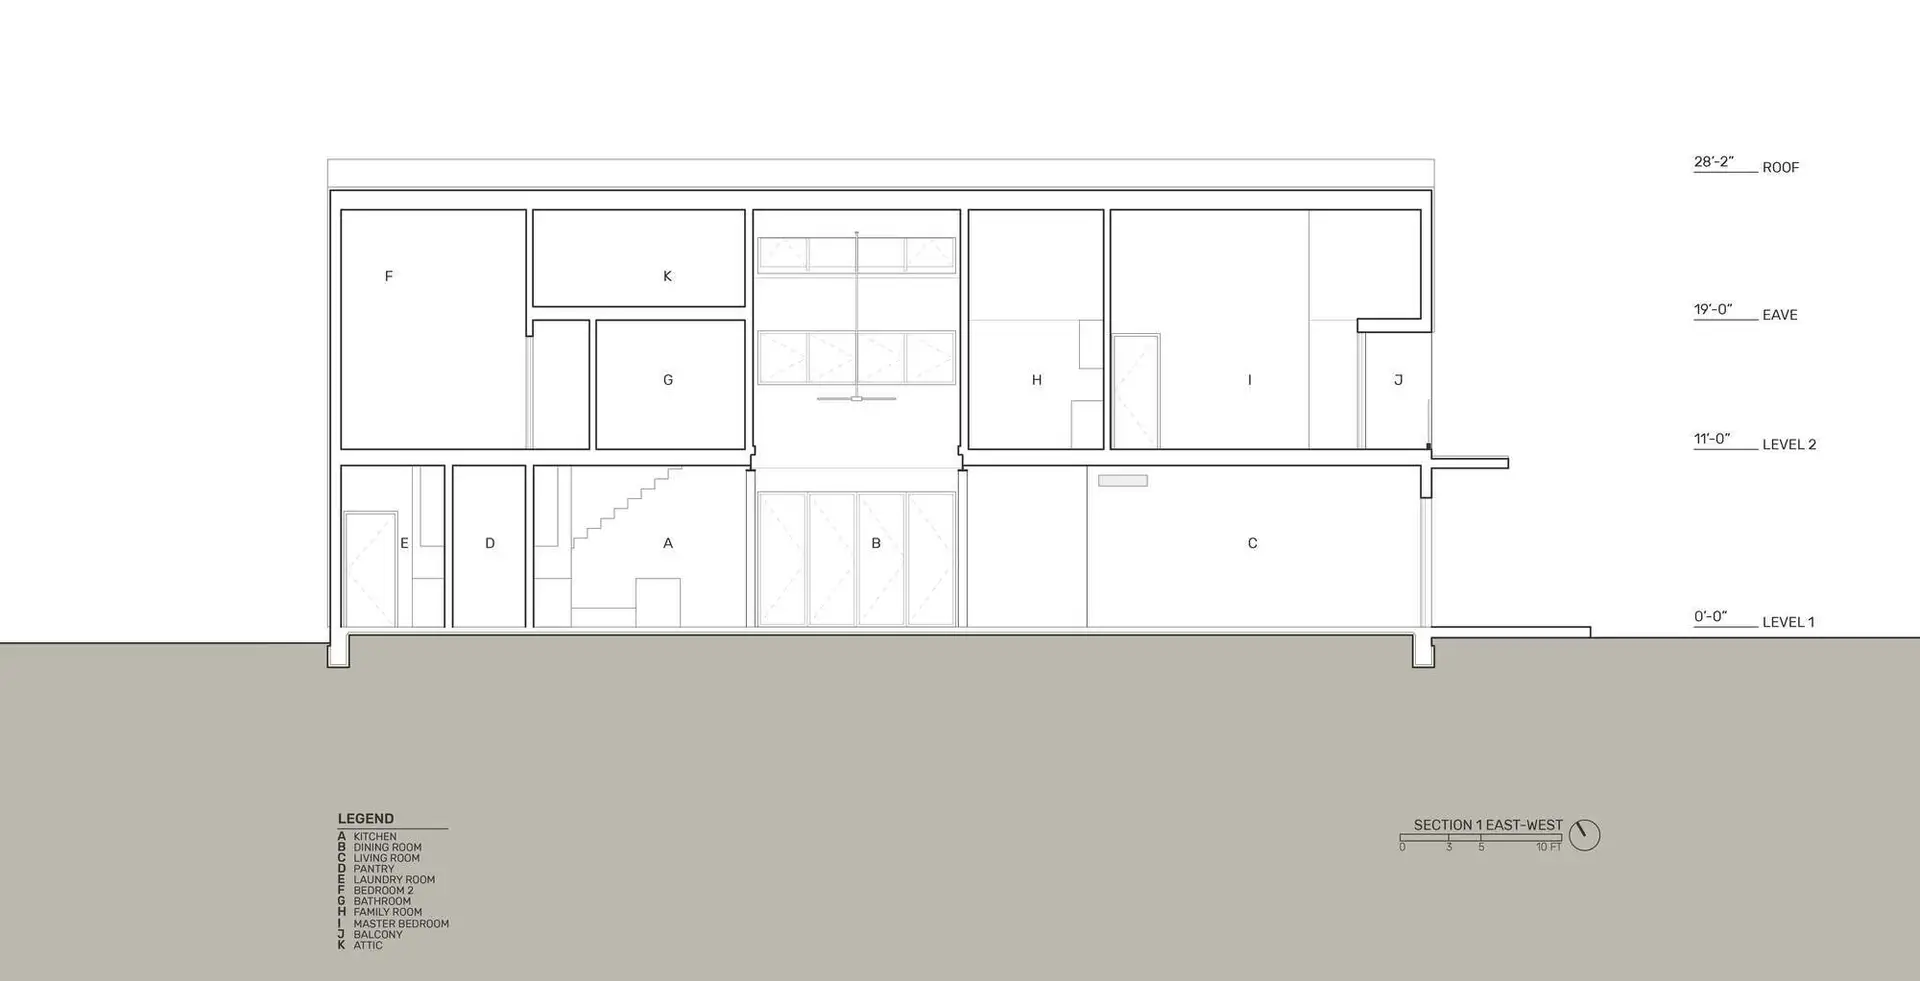 28'-2" ROOF
F
K
19'-0" EAVE
G
H
I
J
11'-0" LEVEL 2
E
D
A
B
C
0'-0" LEVEL 1
LEGEND
A KITCHEN
B DINING ROOM
C LIVING ROOM
D PANTRY
E LAUNDRY ROOM
F BEDROOM 2
G BATHROOM
H FAMILY ROOM
I MASTER BEDROOM
J BALCONY
K ATTIC
SECTION 1 EAST-WEST
0 3 5 10 FT